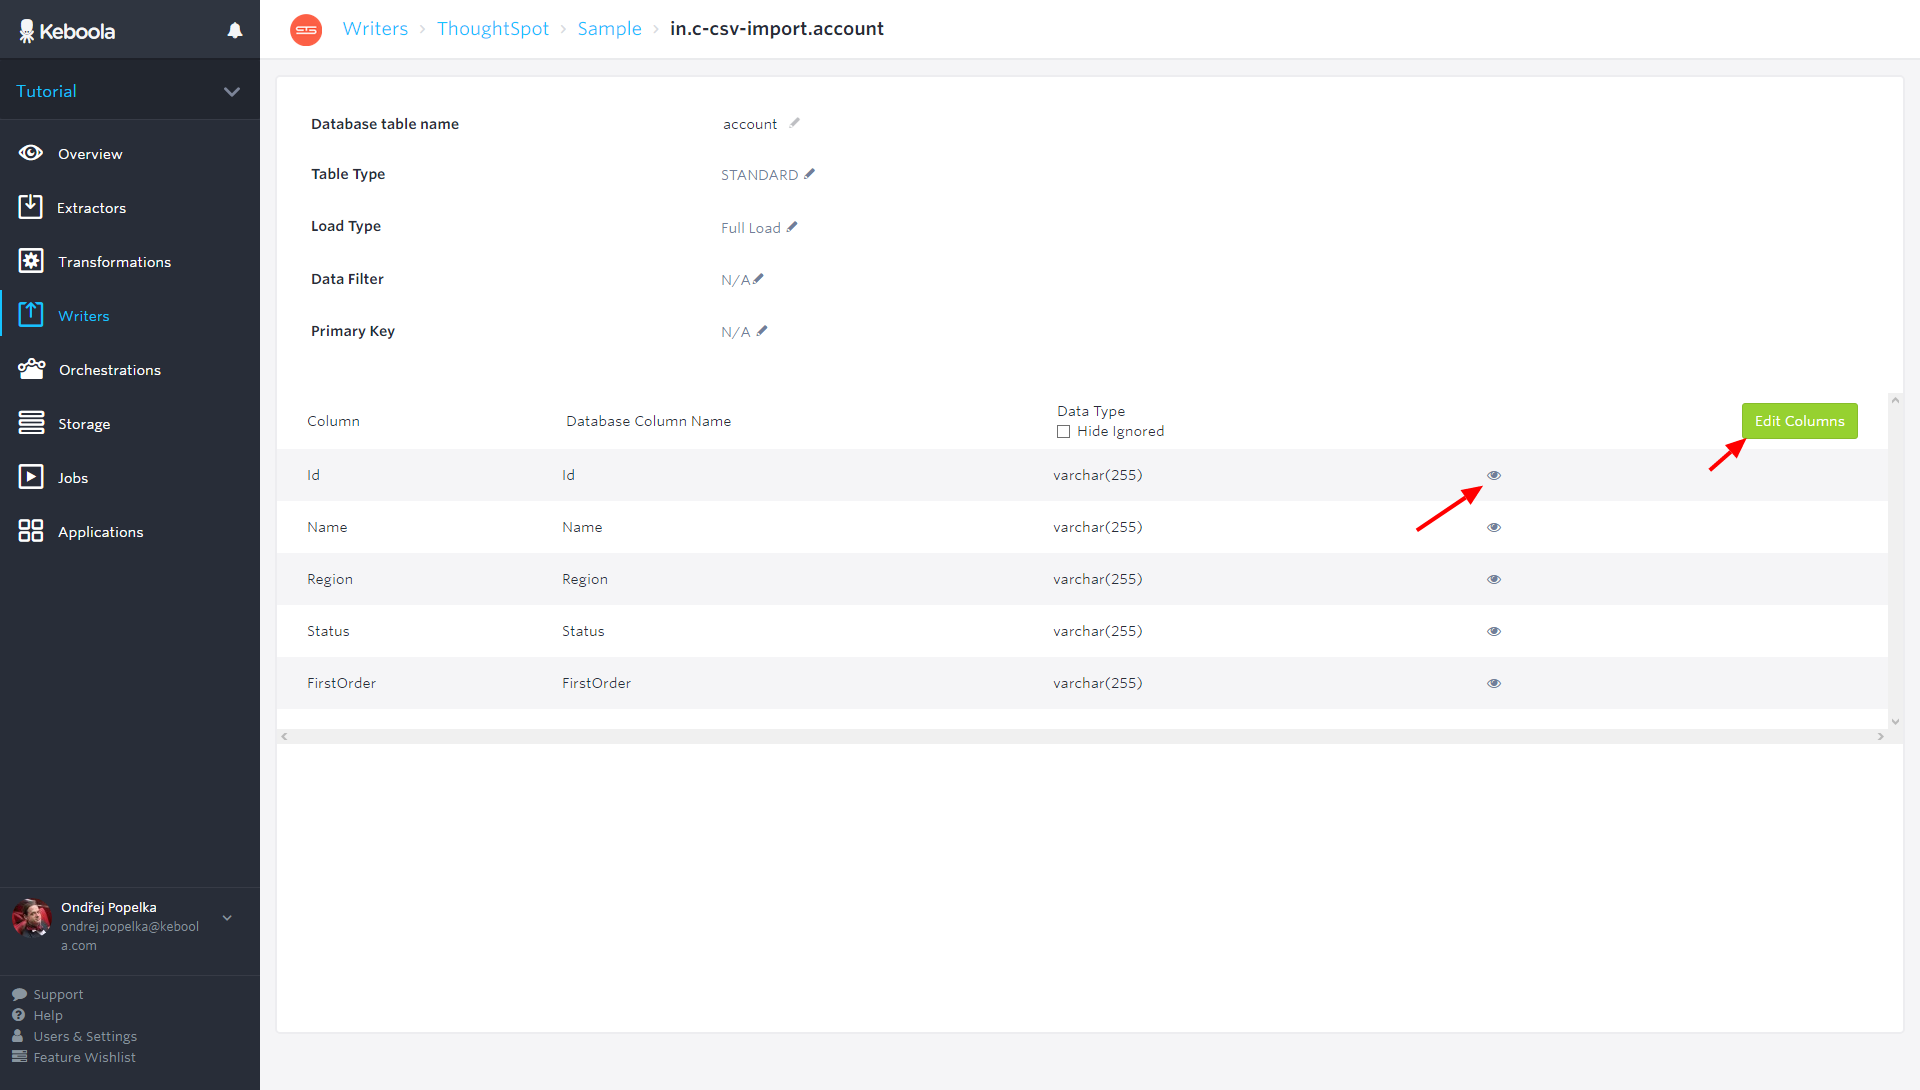 Keboola
Tutorial
Overview
Extractors
Transformations
Writers
Orchestrations
Storage
Jobs
Applications
Ondřej Popelka
ondrej.popelka@kebool
a.com
Support
Help
Users & Settings
Feature Wishlist
Writers › ThoughtSpot › Sample › in.c-csv-import.account
Database table name account
Table Type STANDARD
Load Type Full Load
Data Filter N/A
Primary Key N/A
Column Database Column Name Data Type
Hide Ignored
Edit Columns
Id Id varchar(255)
Name Name varchar(255)
Region Region varchar(255)
Status Status varchar(255)
FirstOrder FirstOrder varchar(255)